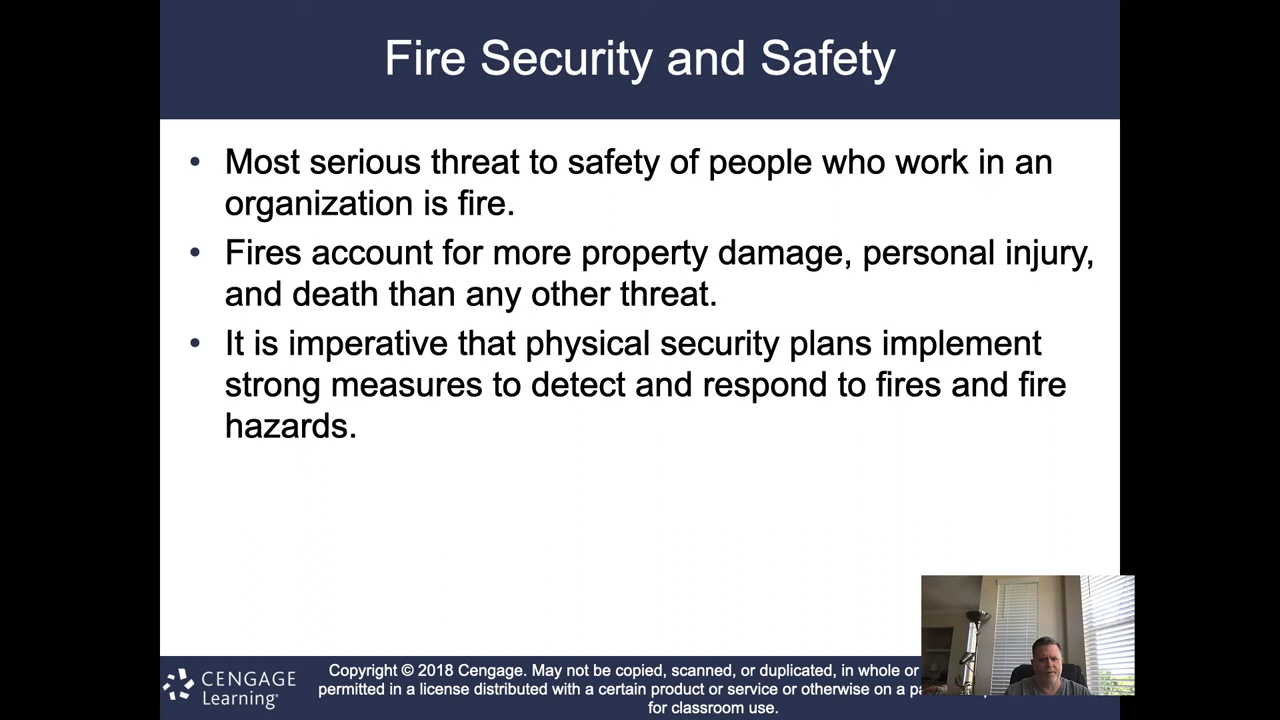 Fire Security and Safety
• Most serious threat to safety of people who work in an
organization is fire.
• Fires account for more property damage, personal injury,
and death than any other threat.
• It is imperative that physical security plans implement
strong measures to detect and respond to fires and fire
hazards.
CENGAGE
Learning
Copyright © 2018 Cengage. May not be copied, scanned, or duplicated, in whole or
permitted in a license distributed with a certain product or service or otherwise on a
for classroom use.